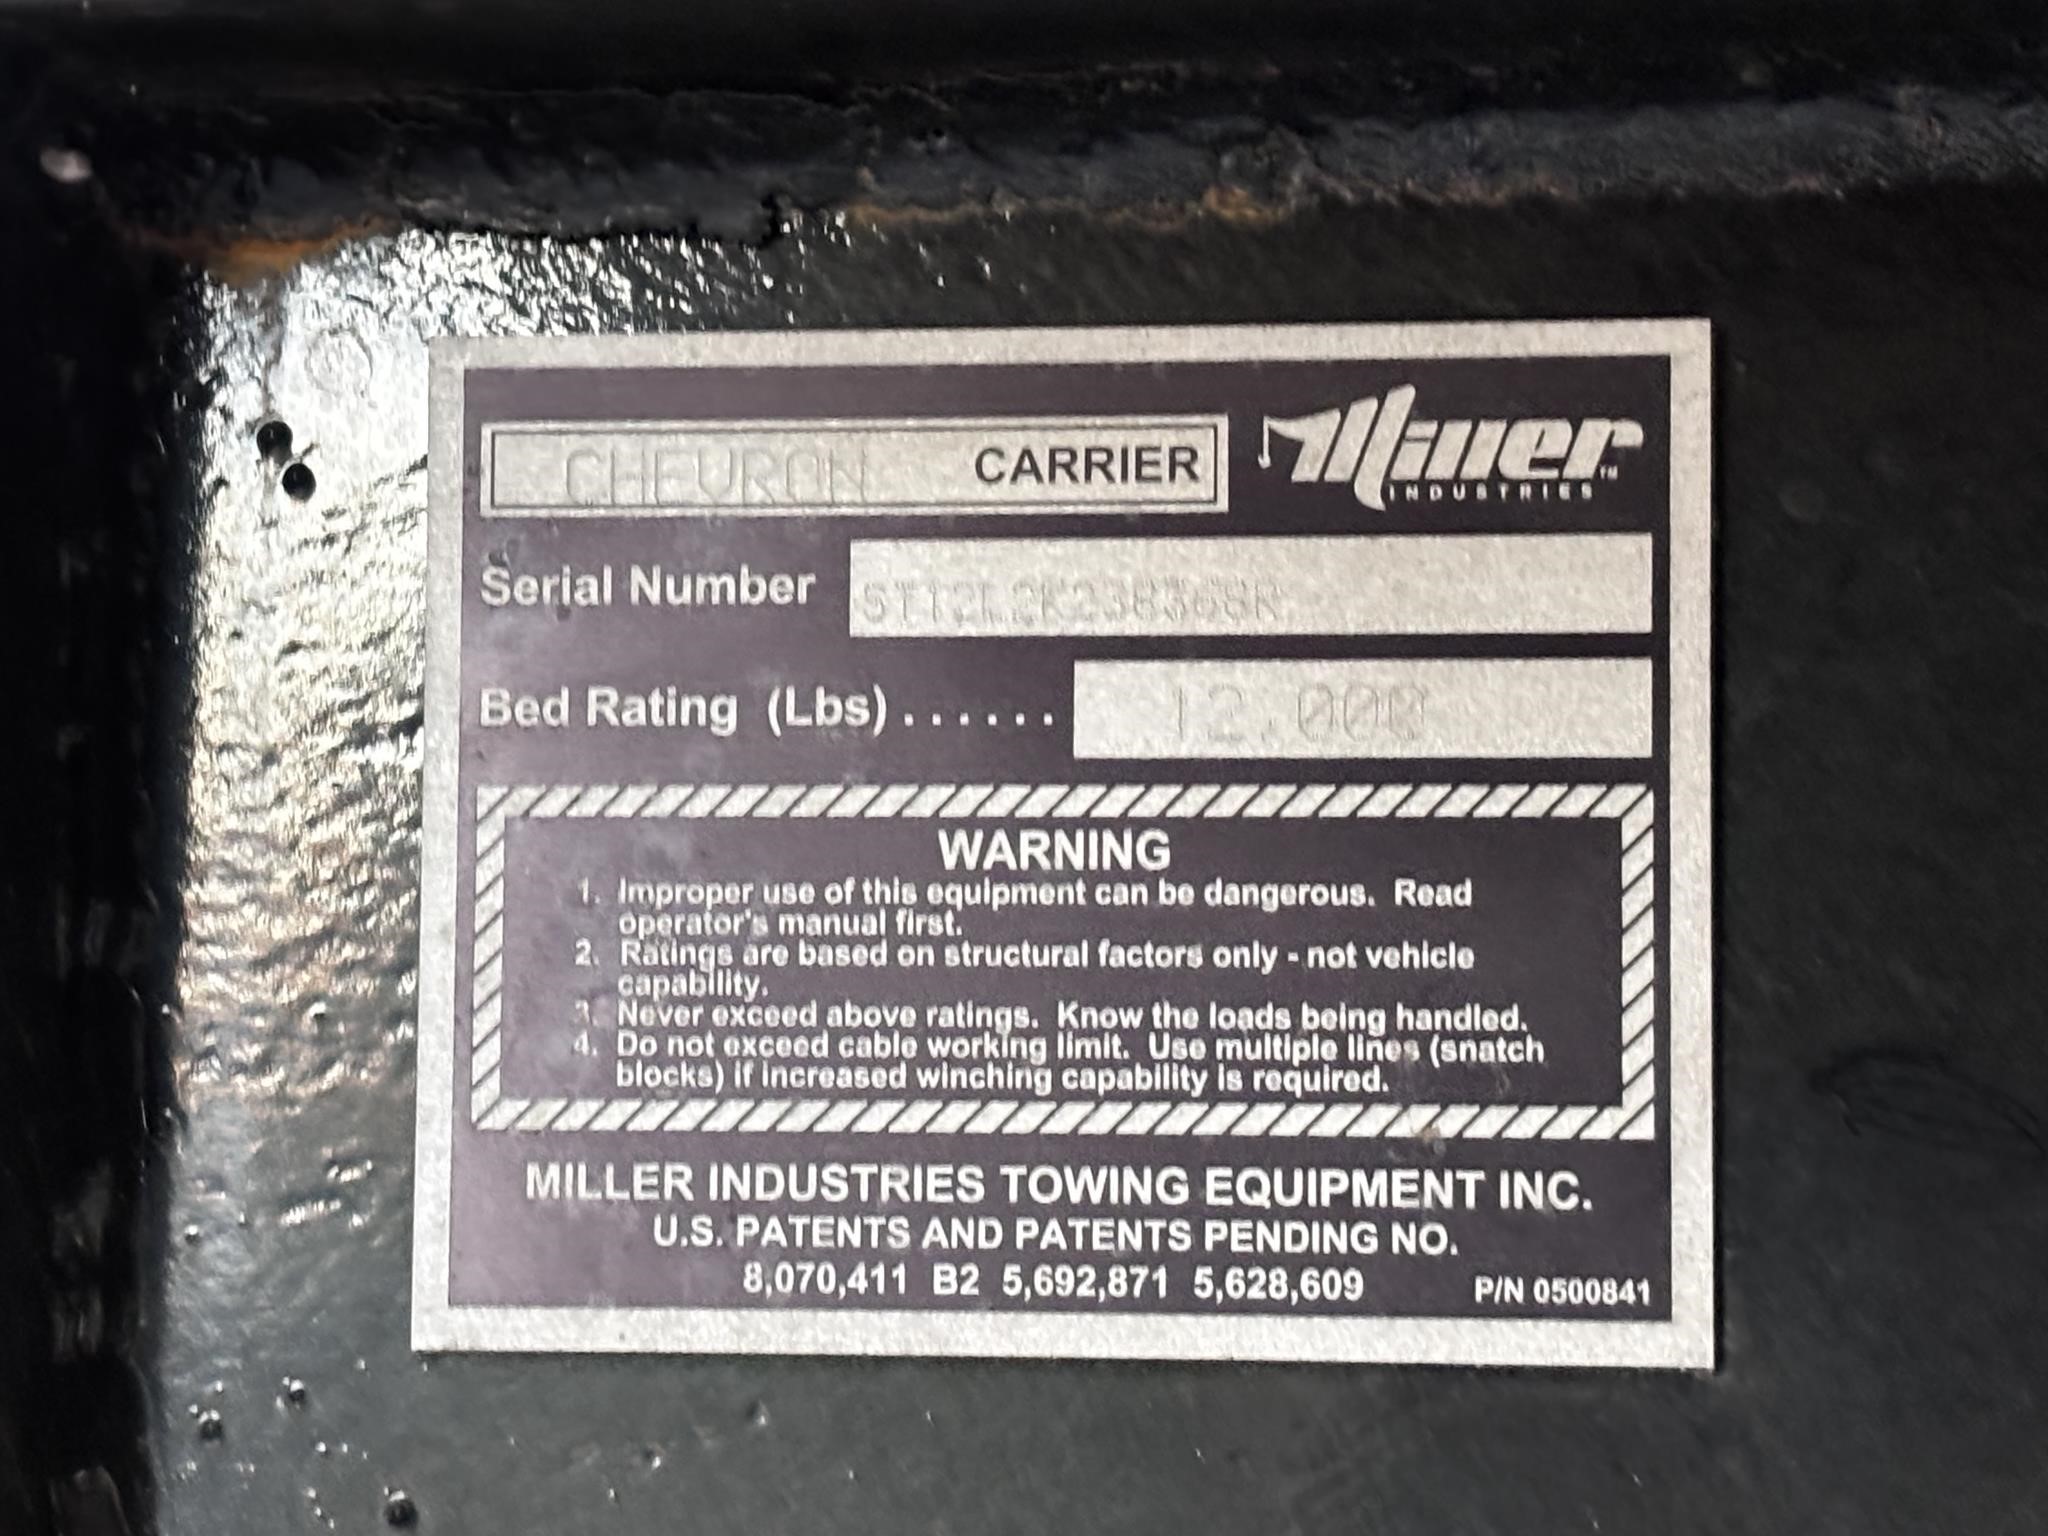 CHEVRON CARRIER
Miller™
INDUSTRIES
Serial Number
Bed Rating (Lbs) ...... 12,000
WARNING
1. Improper use of this equipment can be dangerous. Read
operator's manual first.
2. Ratings are based on structural factors only - not vehicle
capability.
3. Never exceed above ratings. Know the loads being handled.
4. Do not exceed cable working limit. Use multiple lines (snatch
blocks) if increased winching capability is required.
MILLER INDUSTRIES TOWING EQUIPMENT INC.
U.S. PATENTS AND PATENTS PENDING NO.
8,070,411 B2 5,692,871 5,628,609 P/N 0500841